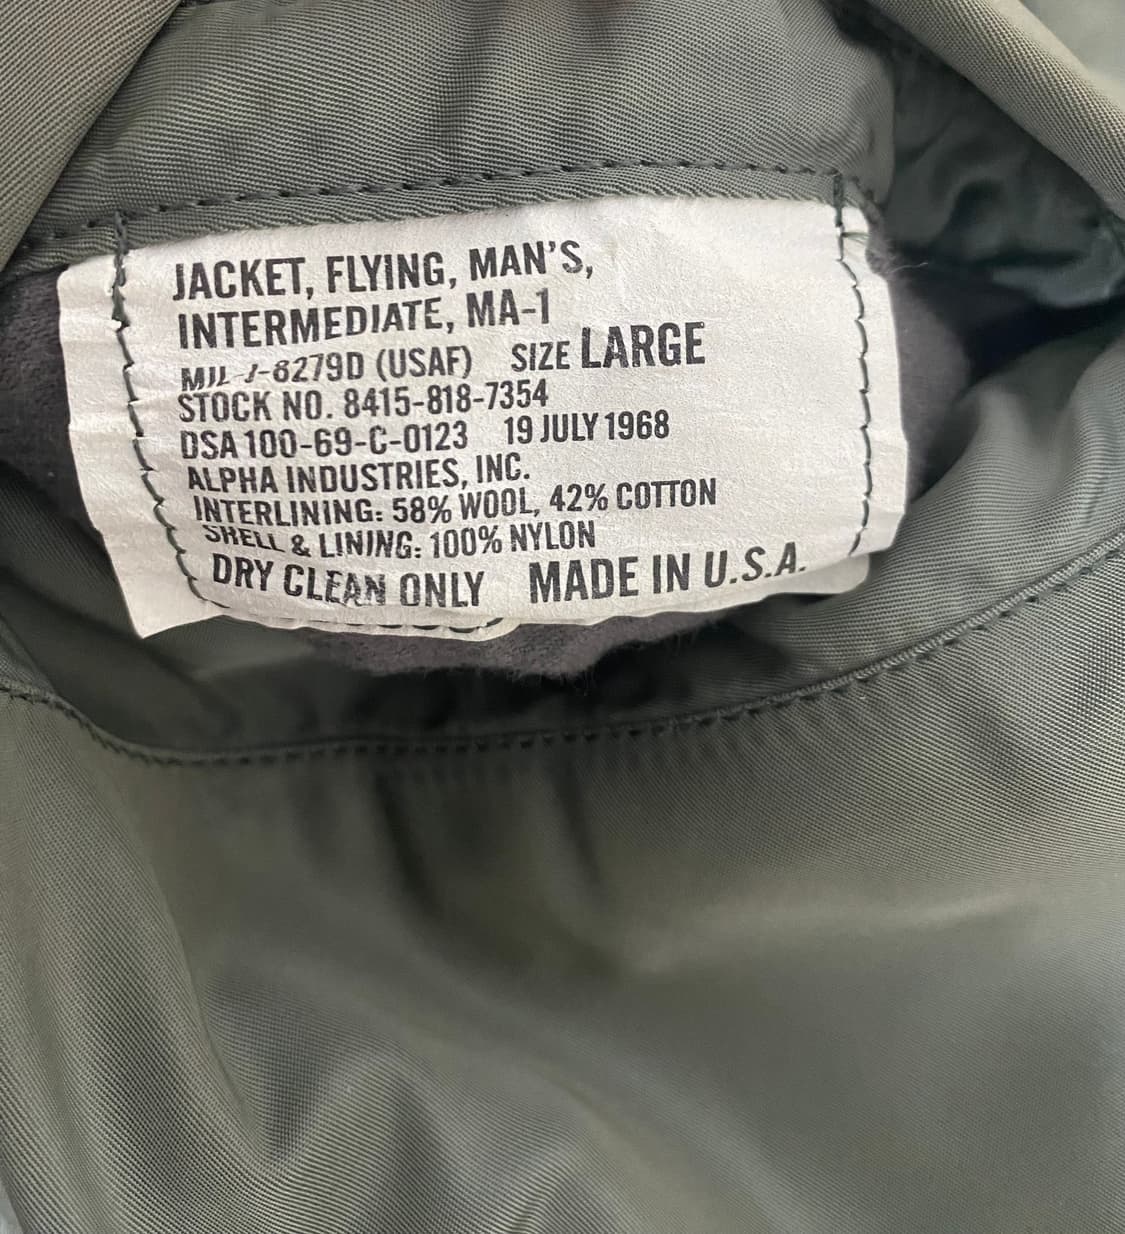 JACKET, FLYING, MAN'S,
INTERMEDIATE, MA-1
MIL-J-8279D (USAF) SIZE LARGE
STOCK NO. 8415-818-7354
DSA 100-69-C-0123 19 JULY 1968
ALPHA INDUSTRIES, INC.
INTERLINING: 58% WOOL, 42% COTTON
SHELL & LINING: 100% NYLON
DRY CLEAN ONLY MADE IN U.S.A.